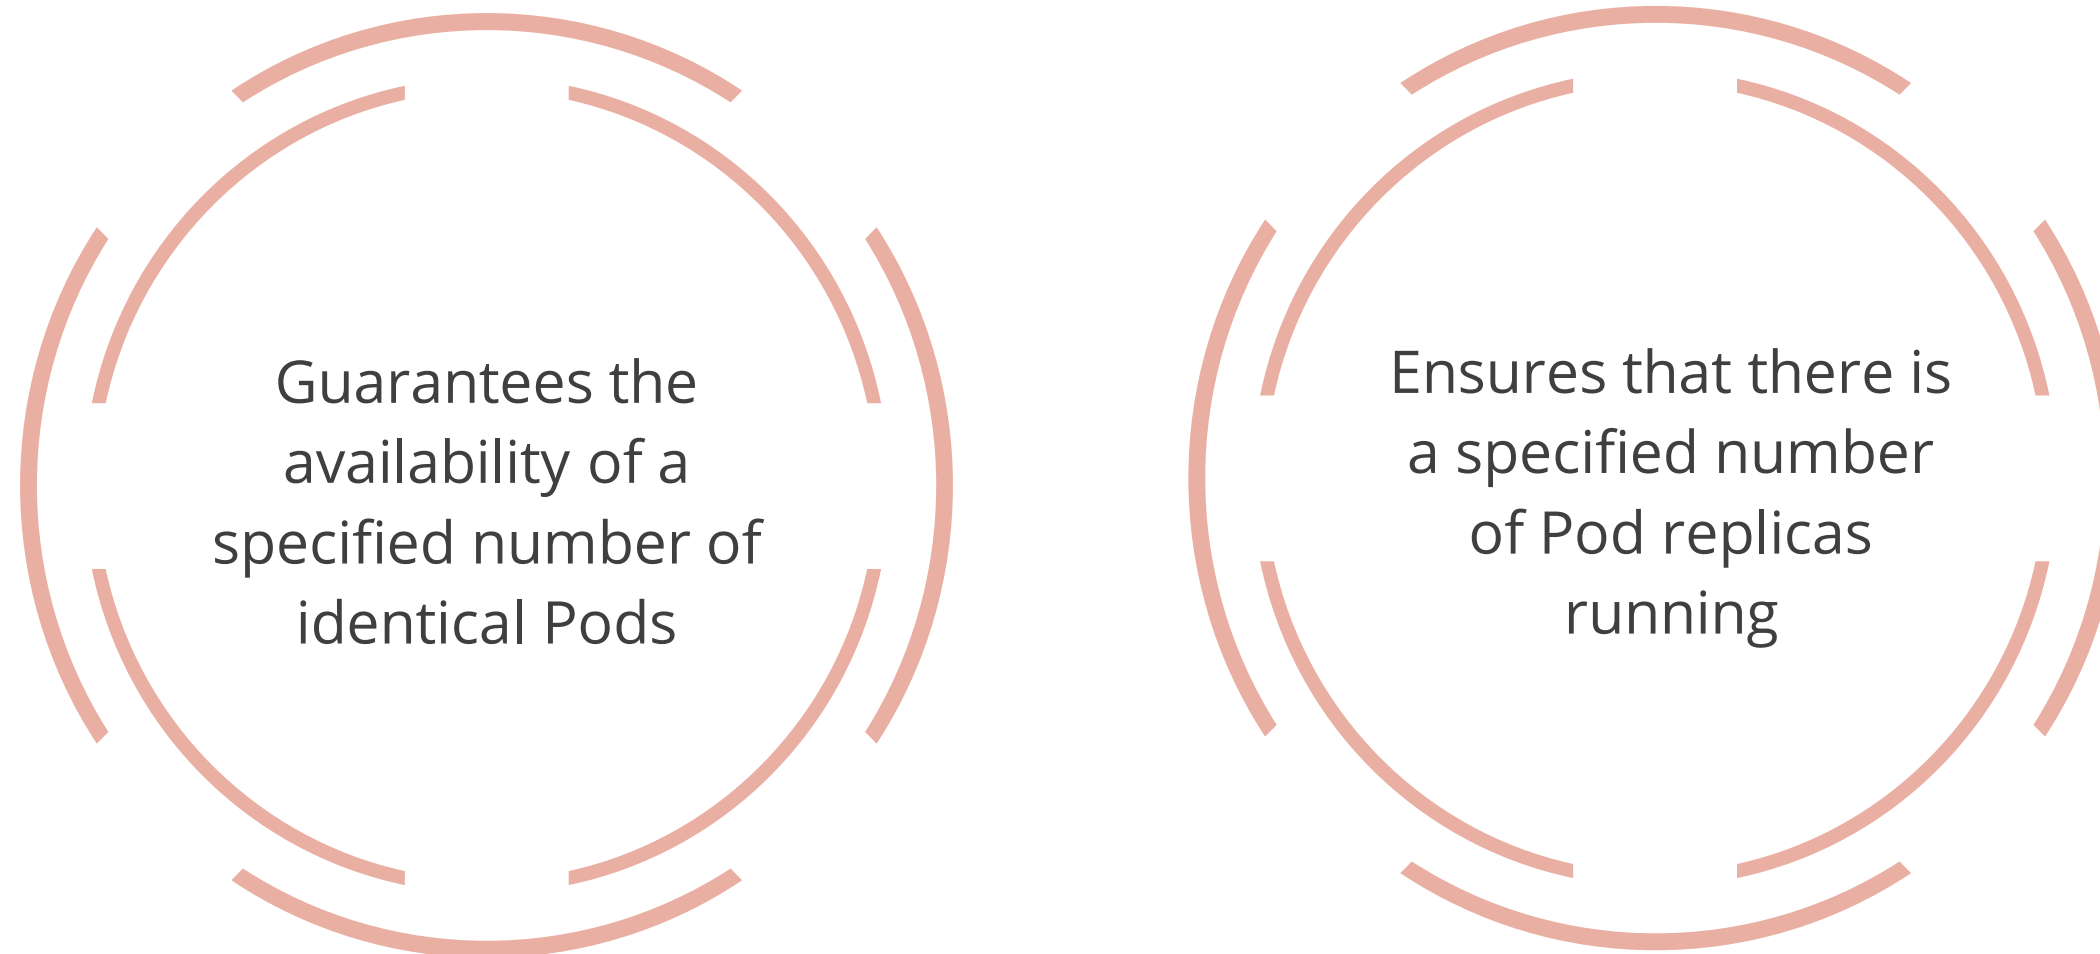 Guarantees the
availability of a
specified number of
identical Pods
Ensures that there is
a specified number
of Pod replicas
running